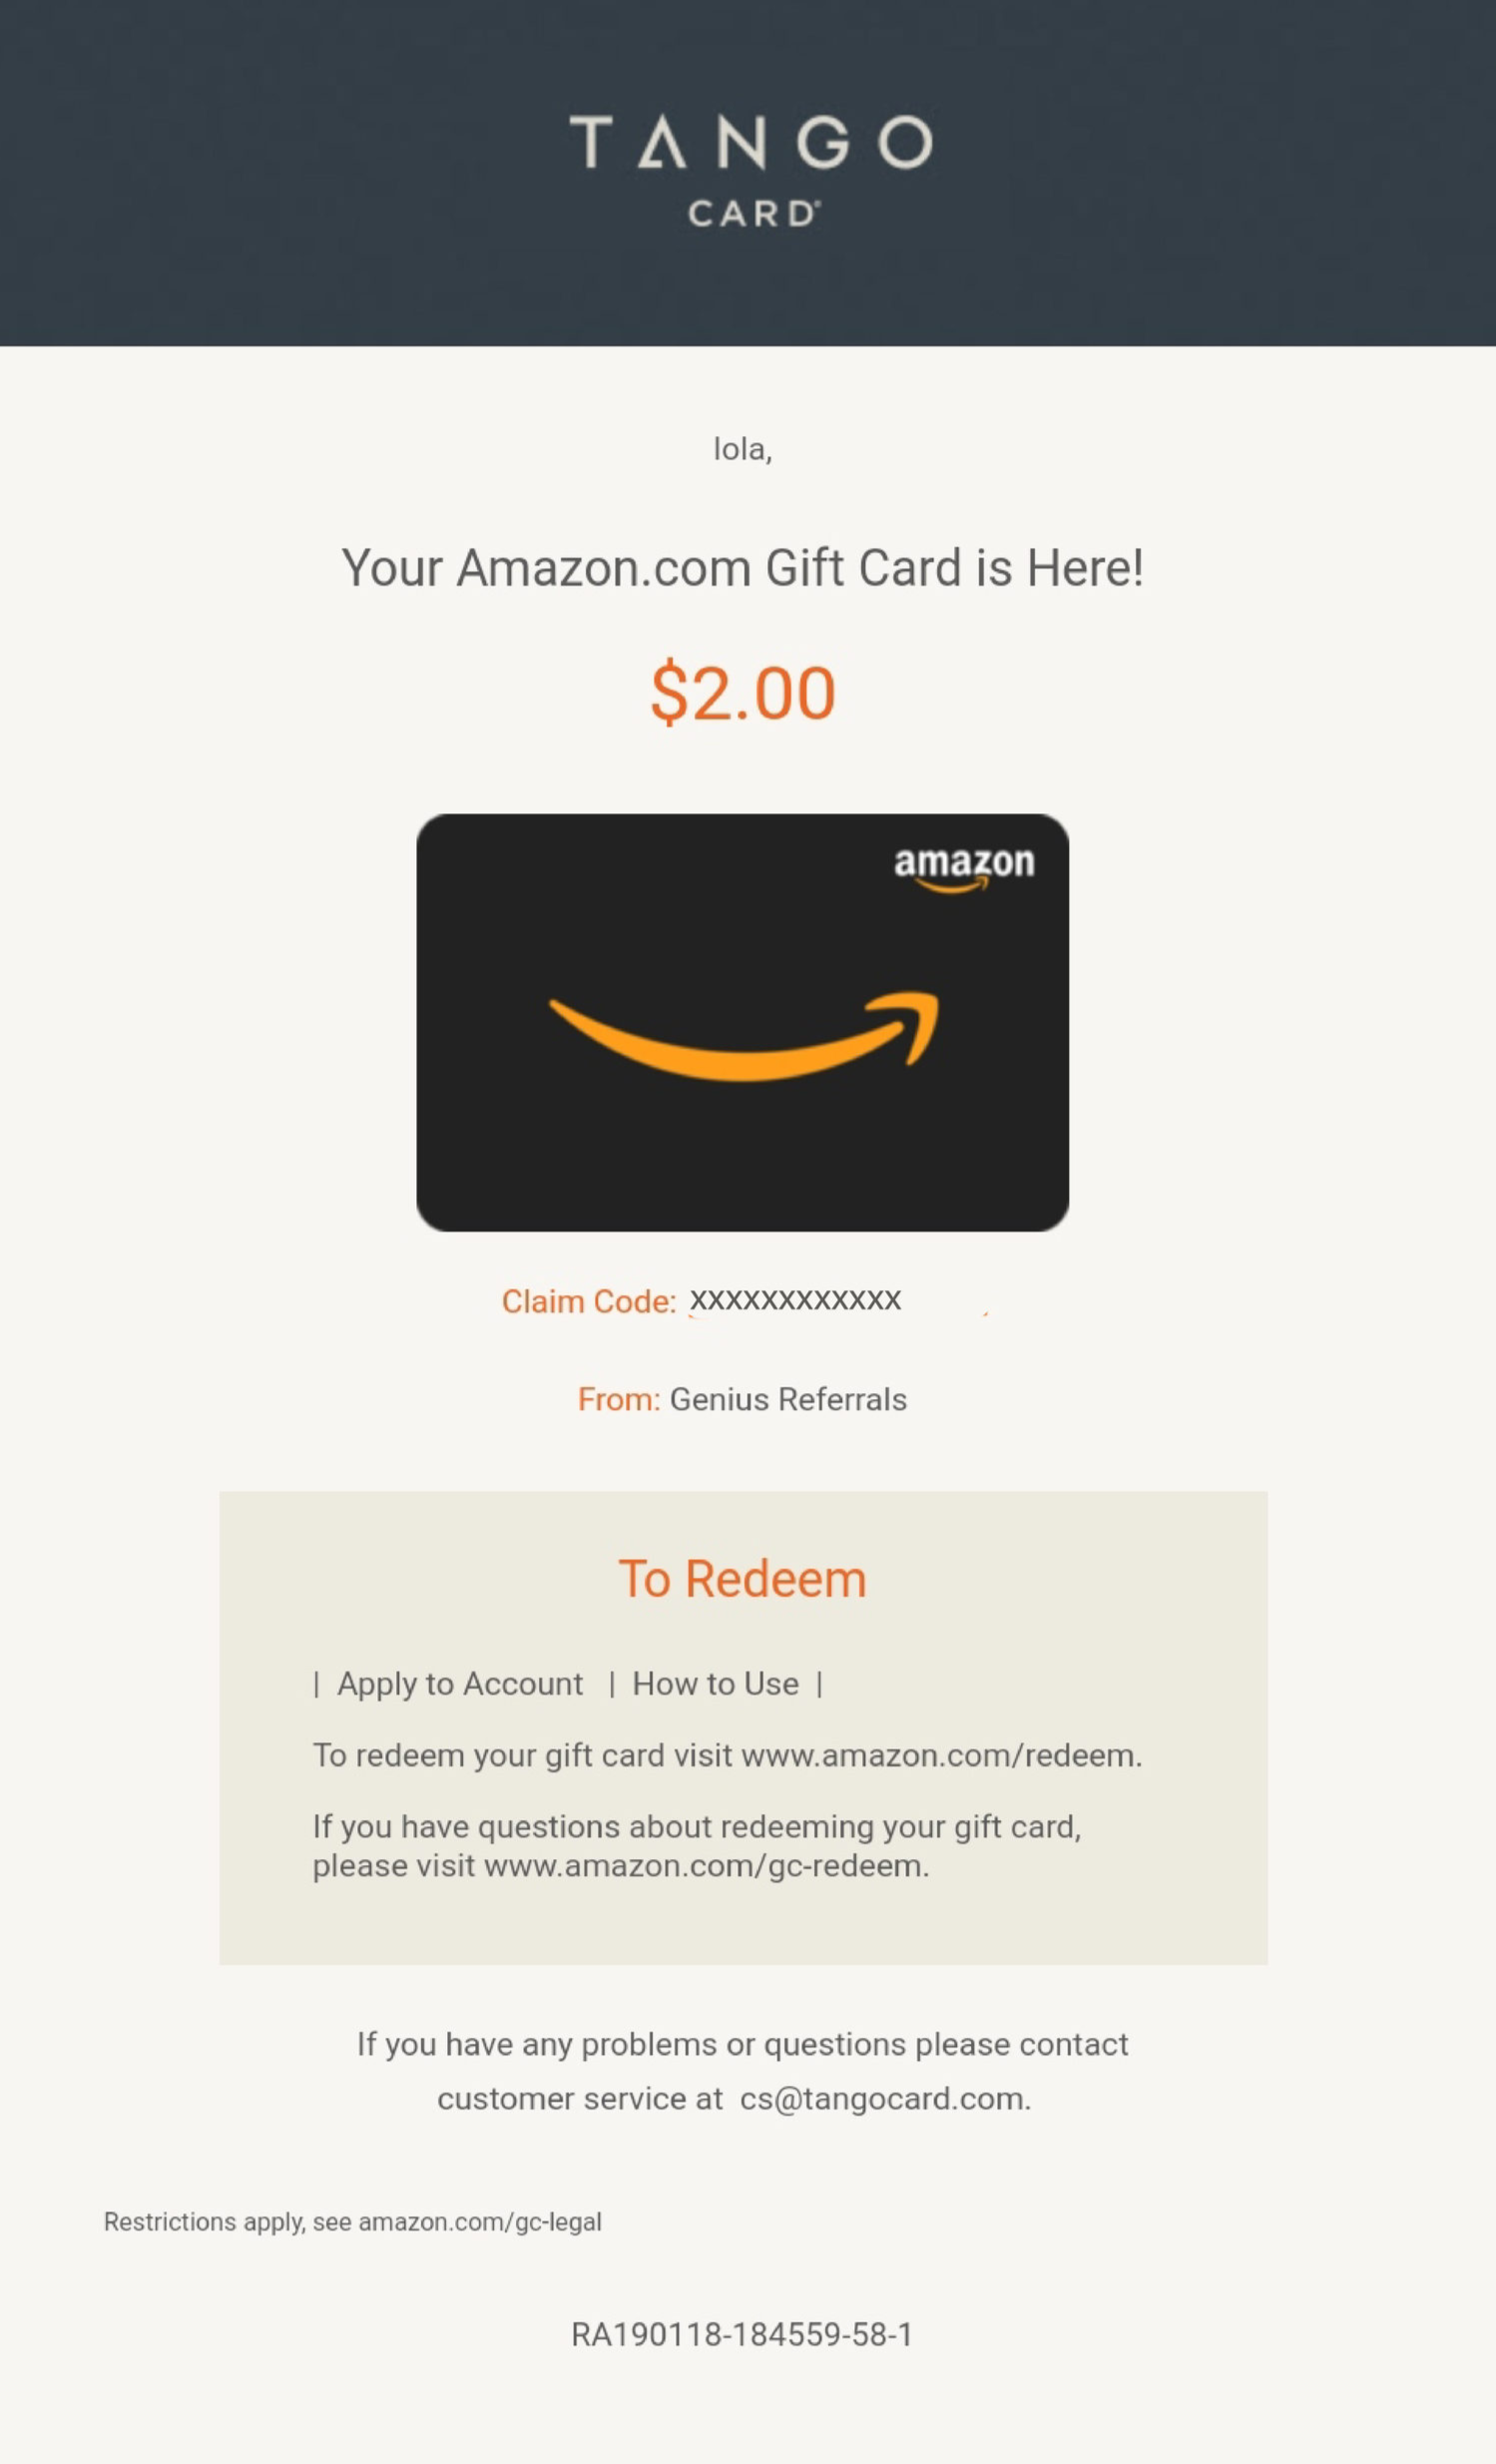 TANGO
CARD®
lola,
Your Amazon.com Gift Card is Here!
$2.00
amazon
Claim Code: XXXXXXXXXXXX
From: Genius Referrals
To Redeem
| Apply to Account | How to Use |
To redeem your gift card visit www.amazon.com/redeem.
If you have questions about redeeming your gift card,
please visit www.amazon.com/gc-redeem.
If you have any problems or questions please contact
customer service at cs@tangocard.com.
Restrictions apply, see amazon.com/gc-legal
RA190118-184559-58-1